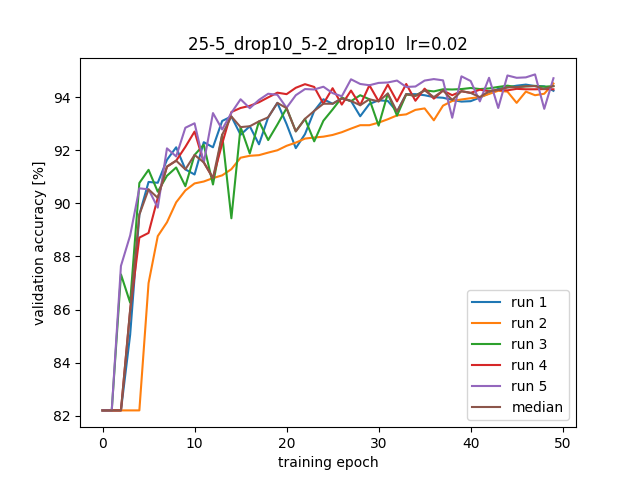 25-5_drop10_5-2_drop10  lr=0.02
validation accuracy [%]
94
92
90
88
86
84
82
0
10
20
30
40
50
training epoch
run 1
run 2
run 3
run 4
run 5
median